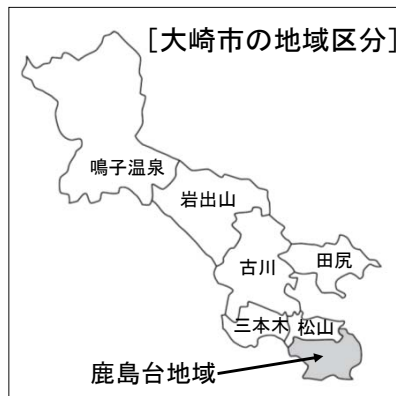 [大崎市の地域区分]
鳴子温泉
岩出山
古川
田尻
三本木
松山
鹿島台地域